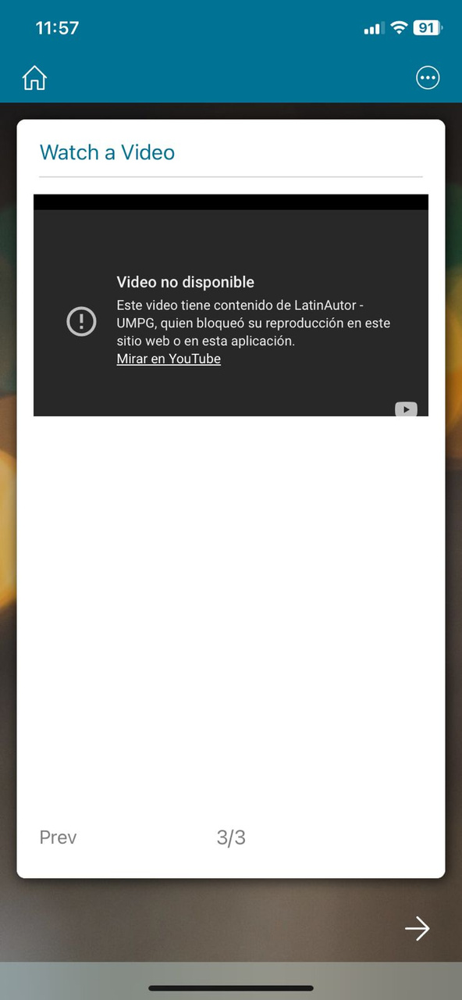 11:57
91
Watch a Video
Video no disponible
Este video tiene contenido de LatinAutor -
UMPG, quien bloqueó su reproducción en este
sitio web o en esta aplicación.
Mirar en YouTube
Prev
3/3